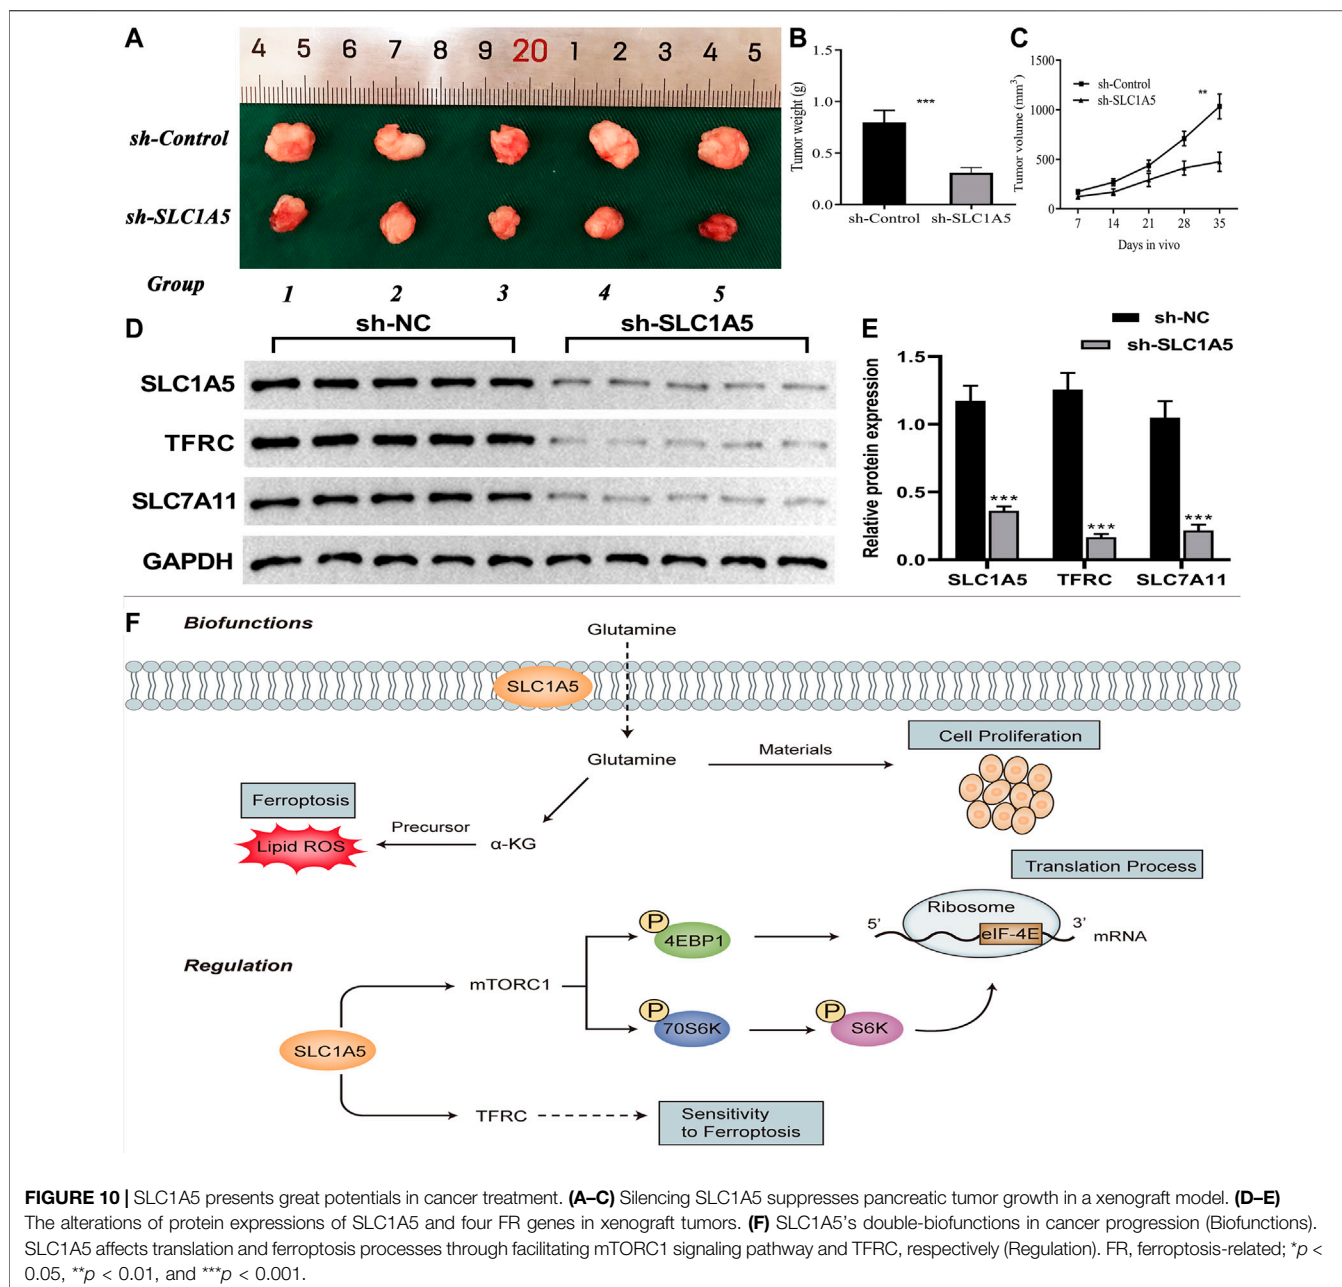 A
4 5 6 7 8 9 20 1 2 3 4 5
sh-Control
sh-SLC1A5
Group 1 2 3 4 5
B
Tumor weight (g)
1.5
1.0
0.5
0.0
***
sh-Control sh-SLC1A5
C
Tumor volume (mm³)
1500
1000
500
0
sh-Control
sh-SLC1A5
**
7 14 21 28 35
Days in vivo
D
sh-NC sh-SLC1A5
SLC1A5
TFRC
SLC7A11
GAPDH
E
sh-NC
sh-SLC1A5
Relative protein expression
1.5
1.0
0.5
0.0
*** *** ***
SLC1A5 TFRC SLC7A11
F
Biofunctions
Glutamine
SLC1A5
Glutamine
Materials
Cell Proliferation
Ferroptosis
Lipid ROS
Precursor
α-KG
Translation Process
Ribosome
5’ eIF-4E 3’ mRNA
P
4EBP1
Regulation
mTORC1
P
70S6K
P
S6K
SLC1A5
TFRC
Sensitivity
to Ferroptosis
FIGURE 10 | SLC1A5 presents great potentials in cancer treatment. (A–C) Silencing SLC1A5 suppresses pancreatic tumor growth in a xenograft model. (D–E)
The alterations of protein expressions of SLC1A5 and four FR genes in xenograft tumors. (F) SLC1A5’s double-biofunctions in cancer progression (Biofunctions).
SLC1A5 affects translation and ferroptosis processes through facilitating mTORC1 signaling pathway and TFRC, respectively (Regulation). FR, ferroptosis-related; *p <
0.05, **p < 0.01, and ***p < 0.001.